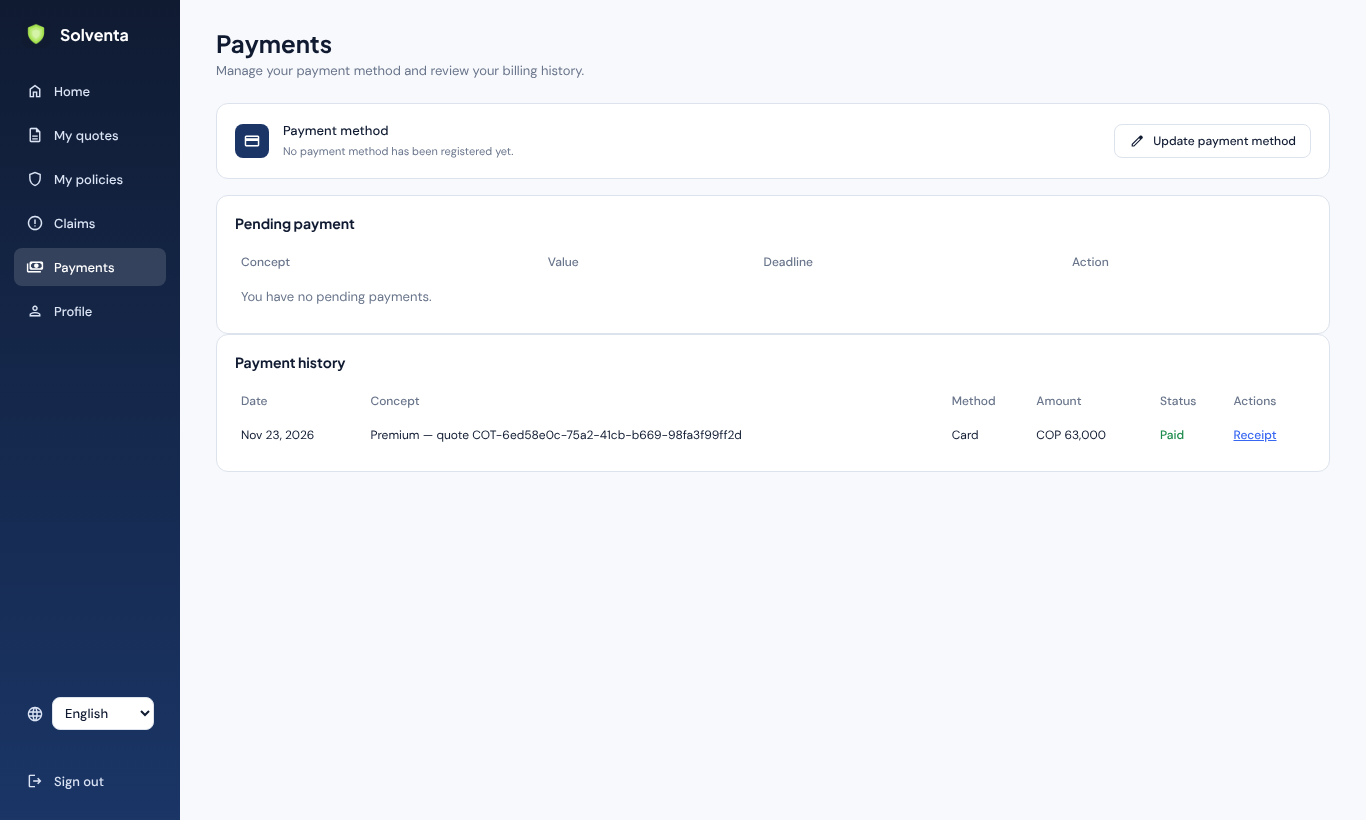 Solventa
Home
My quotes
My policies
Claims
Payments
Profile
English
Sign out
Payments
Manage your payment method and review your billing history.
Payment method
No payment method has been registered yet.
Update payment method
Pending payment
Concept Value Deadline Action
You have no pending payments.
Payment history
Date Concept Method Amount Status Actions
Nov 23, 2026 Premium — quote COT-6ed58e0c-75a2-41cb-b669-98fa3f99ff2d Card COP 63,000 Paid Receipt